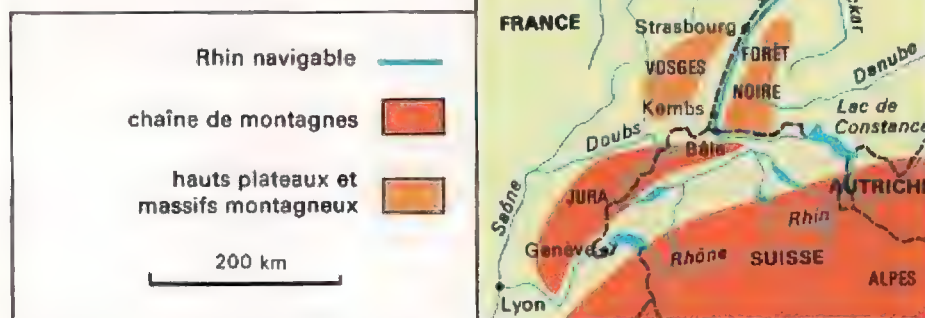 Rhin navigable
chaîne de montagnes
hauts plateaux et
massifs montagneux
200 km
FRANCE
Strasbourg
FORÊT
VOSGES
NOIRE
Danube
Kembs
Lac de
Constance
Doubs
Bâle
JURA
AUTRICHE
Saône
Rhin
Genève
Rhône
SUISSE
ALPES
Lyon